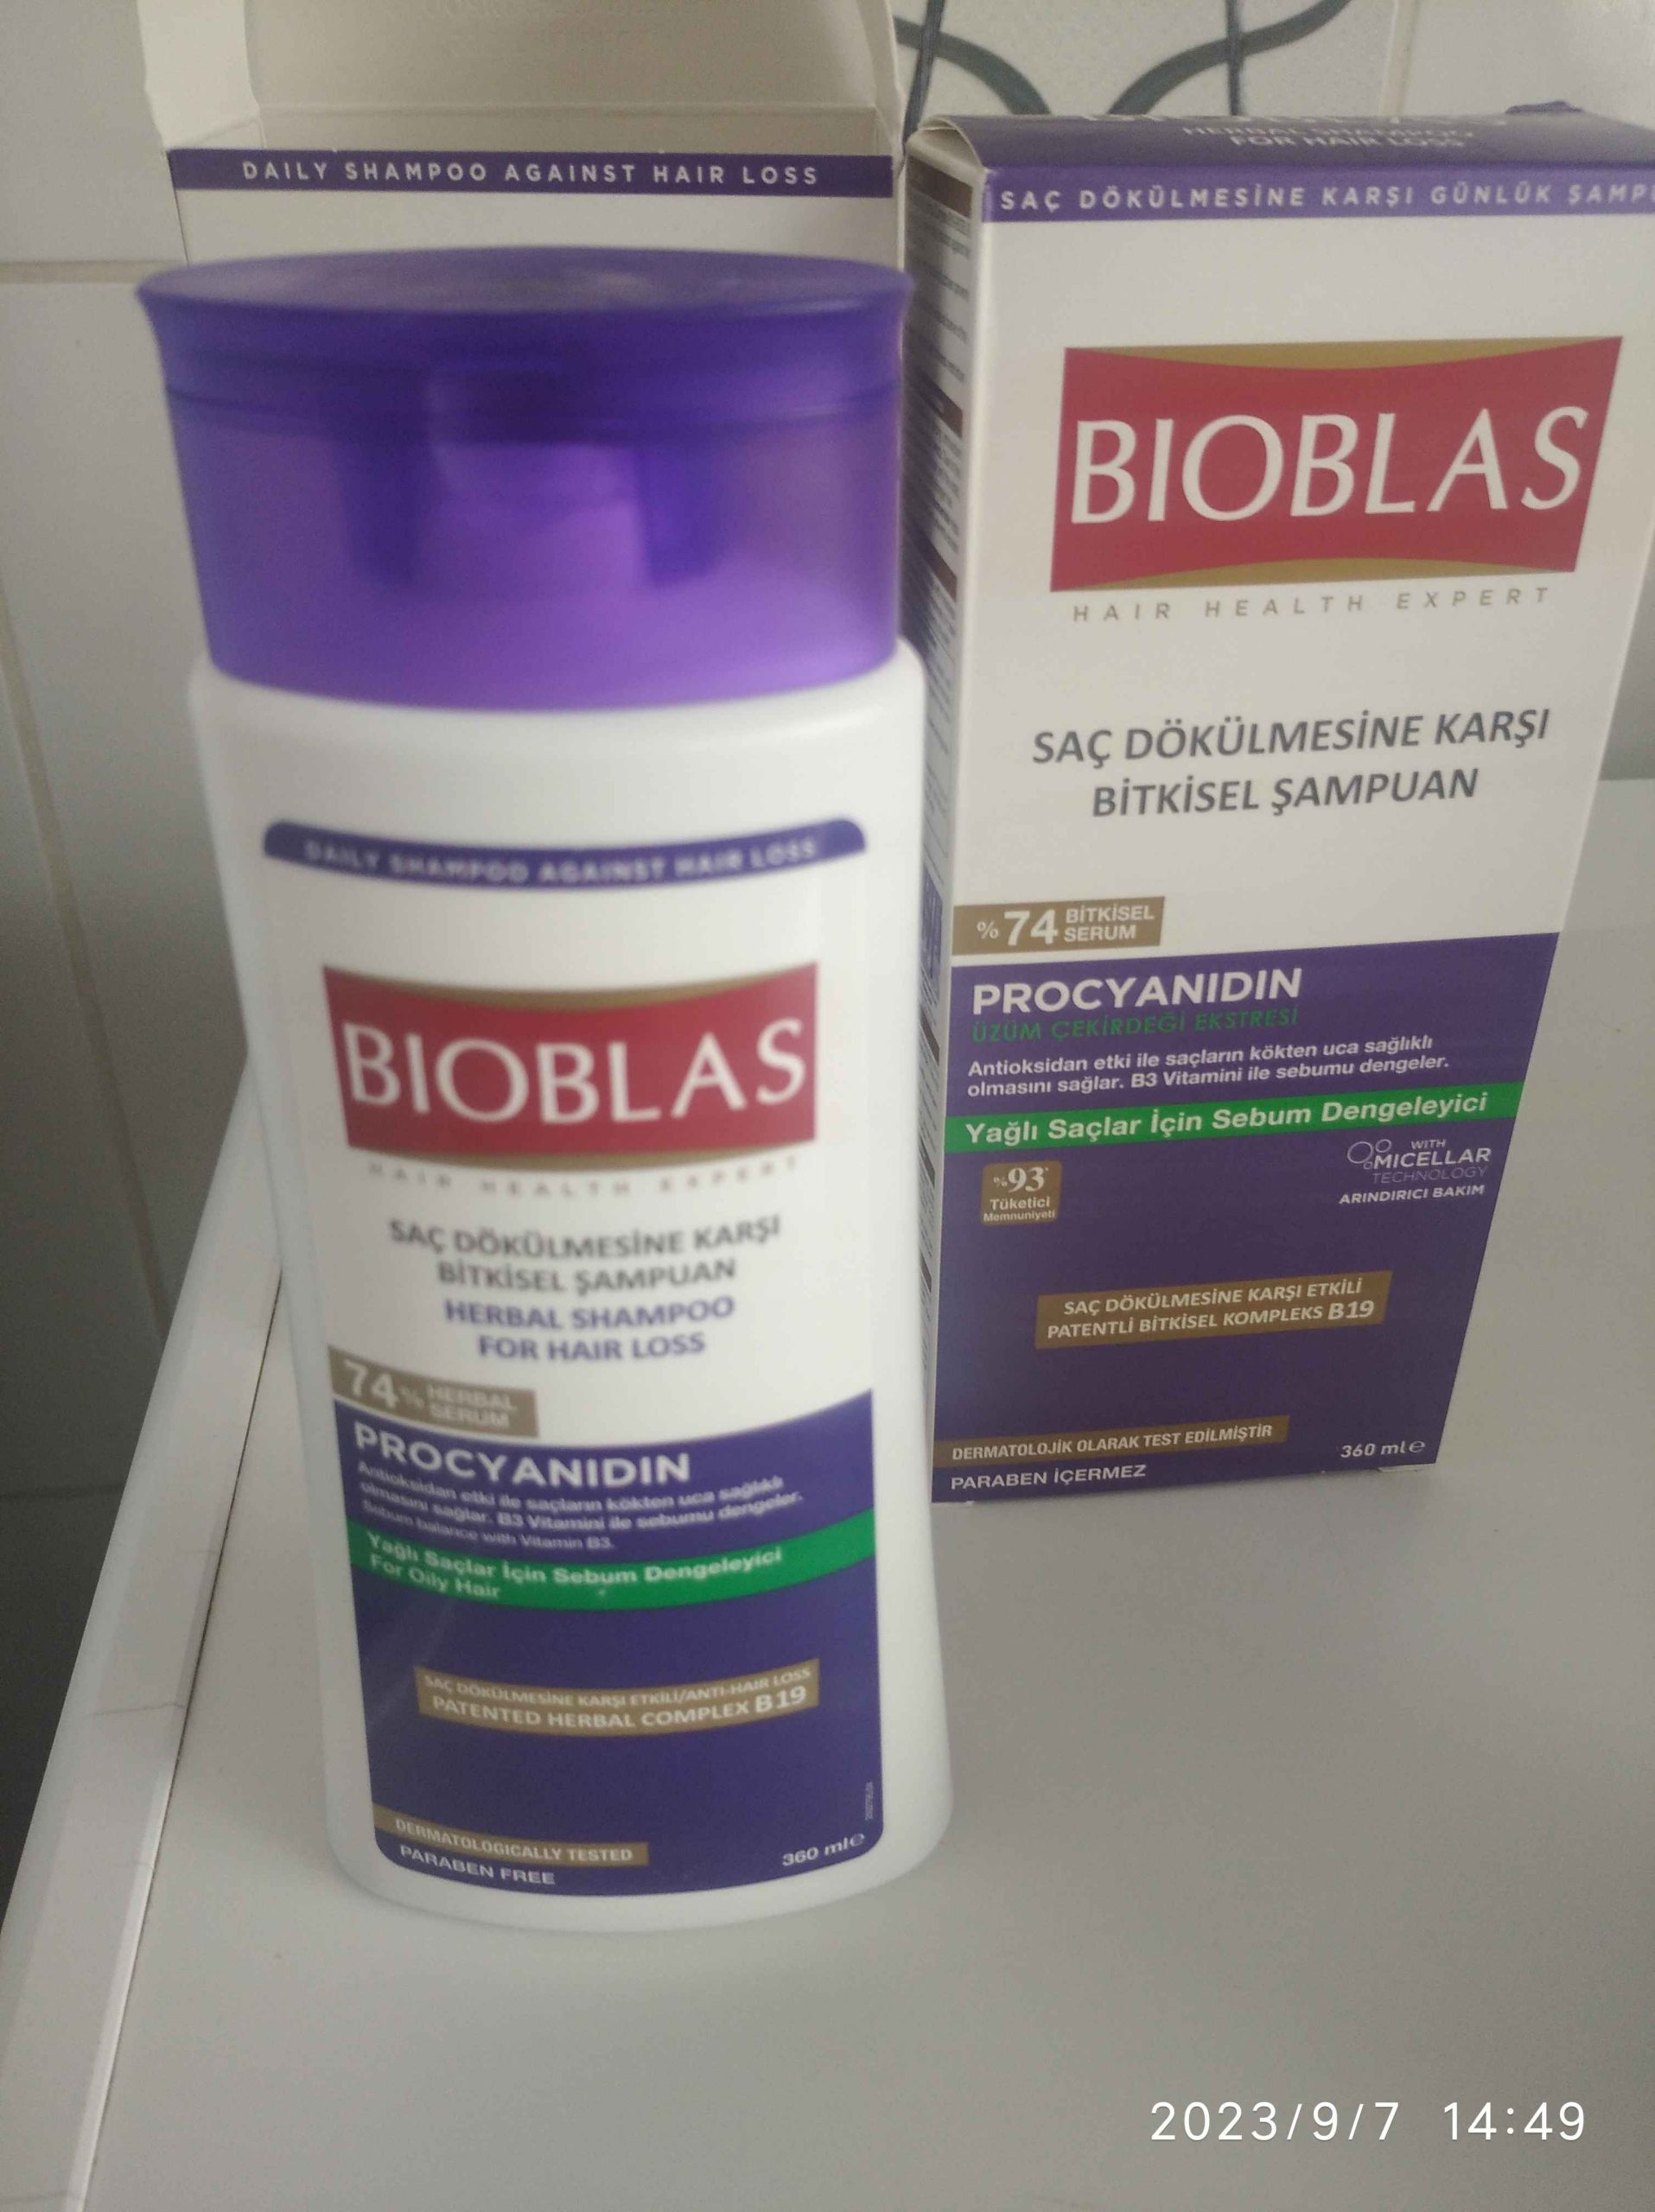 DAILY SHAMPOO AGAINST HAIR LOSS
DAILY SHAMPOO AGAINST HAIR LOSS
BIOBLAS
HAIR HEALTH EXPERT
SAÇ DÖKÜLMESİNE KARŞI
BİTKİSEL ŞAMPUAN
HERBAL SHAMPOO
FOR HAIR LOSS
74% HERBAL
SERUM
PROCYANIDIN
Antioksidan etki ile saçların kökten uca sağlıklı
olmasını sağlar. B3 Vitamini ile sebumu dengeler.
Sebum balance with Vitamin B3.
Yağlı Saçlar İçin Sebum Dengeleyici
For Oily Hair
SAÇ DÖKÜLMESİNE KARŞI ETKİLİ/ANTI-HAIR LOSS
PATENTED HERBAL COMPLEX B19
DERMATOLOGICALLY TESTED
PARABEN FREE
360 ml e
HERBAL SHAMPOO
FOR HAIR LOSS
SAÇ DÖKÜLMESİNE KARŞI GÜNLÜK ŞAMP
BIOBLAS
HAIR HEALTH EXPERT
SAÇ DÖKÜLMESİNE KARŞI
BİTKİSEL ŞAMPUAN
%74 BİTKİSEL
SERUM
PROCYANIDIN
ÜZÜM ÇEKİRDEĞİ EKSTRESİ
Antioksidan etki ile saçların kökten uca sağlıklı
olmasını sağlar. B3 Vitamini ile sebumu dengeler.
Yağlı Saçlar İçin Sebum Dengeleyici
%93*
Tüketici
Memnuniyeti
WITH
MICELLAR
TECHNOLOGY
ARINDIRICI BAKIM
SAÇ DÖKÜLMESİNE KARŞI ETKİLİ
PATENTLİ BİTKİSEL KOMPLEKS B19
DERMATOLOJİK OLARAK TEST EDİLMİŞTİR
PARABEN İÇERMEZ
360 ml e
2023/9/7 14:49